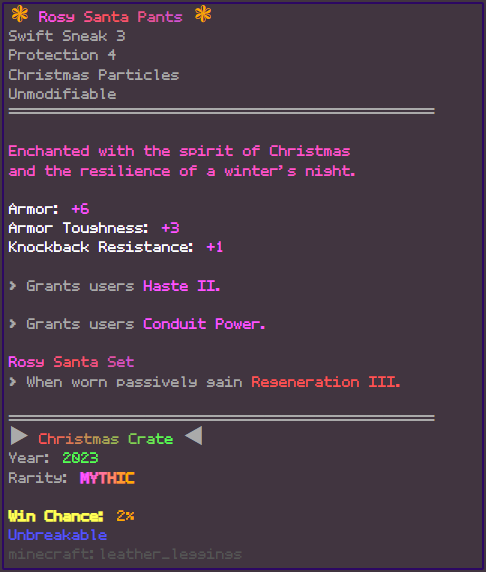 ❃ Rosy Santa Pants ❃
Swift Sneak 3
Protection 4
Christmas Particles
Unmodifiable
Enchanted with the spirit of Christmas
and the resilience of a winter's night.
Armor: +6
Armor Toughness: +3
Knockback Resistance: +1
> Grants users Haste II.
> Grants users Conduit Power.
Rosy Santa Set
> When worn passively gain Regeneration III.
▶ Christmas Crate ◀
Year: 2023
Rarity: MYTHIC
Win Chance: 2%
Unbreakable
minecraft:leather_leggings